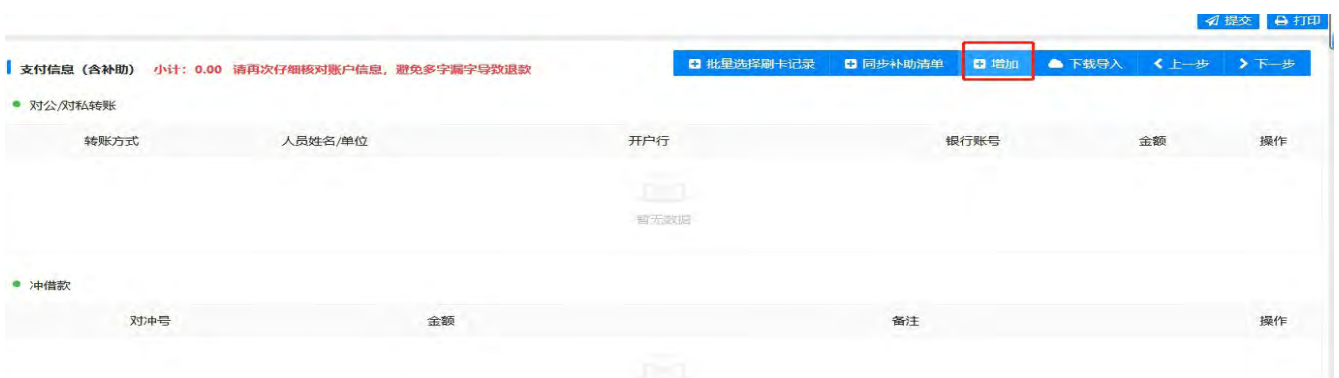 提交 打印
支付信息（含补助） 小计：0.00 请再次仔细核对账户信息，避免多字漏字导致退款 批量选择刷卡记录 同步补助清单 增加 下载导入 上一步 下一步
对公/对私转账
转账方式 人员姓名/单位 开户行 银行账号 金额 操作
暂无数据
冲借款
对冲号 金额 备注 操作